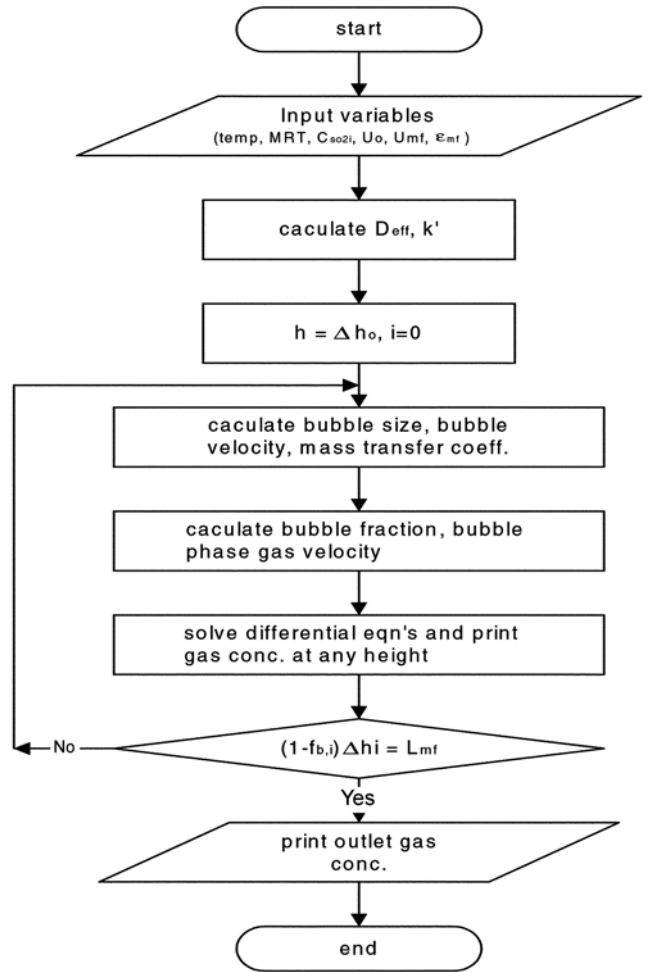 start
Input variables
(temp, MRT, Cso2i, Uo, Umf, εmf )
caculate Deff, k'
h = Δho, i=0
caculate bubble size, bubble
velocity, mass transfer coeff.
caculate bubble fraction, bubble
phase gas velocity
solve differential eqn's and print
gas conc. at any height
(1-fb,i)Δhi = Lmf
No
Yes
print outlet gas
conc.
end